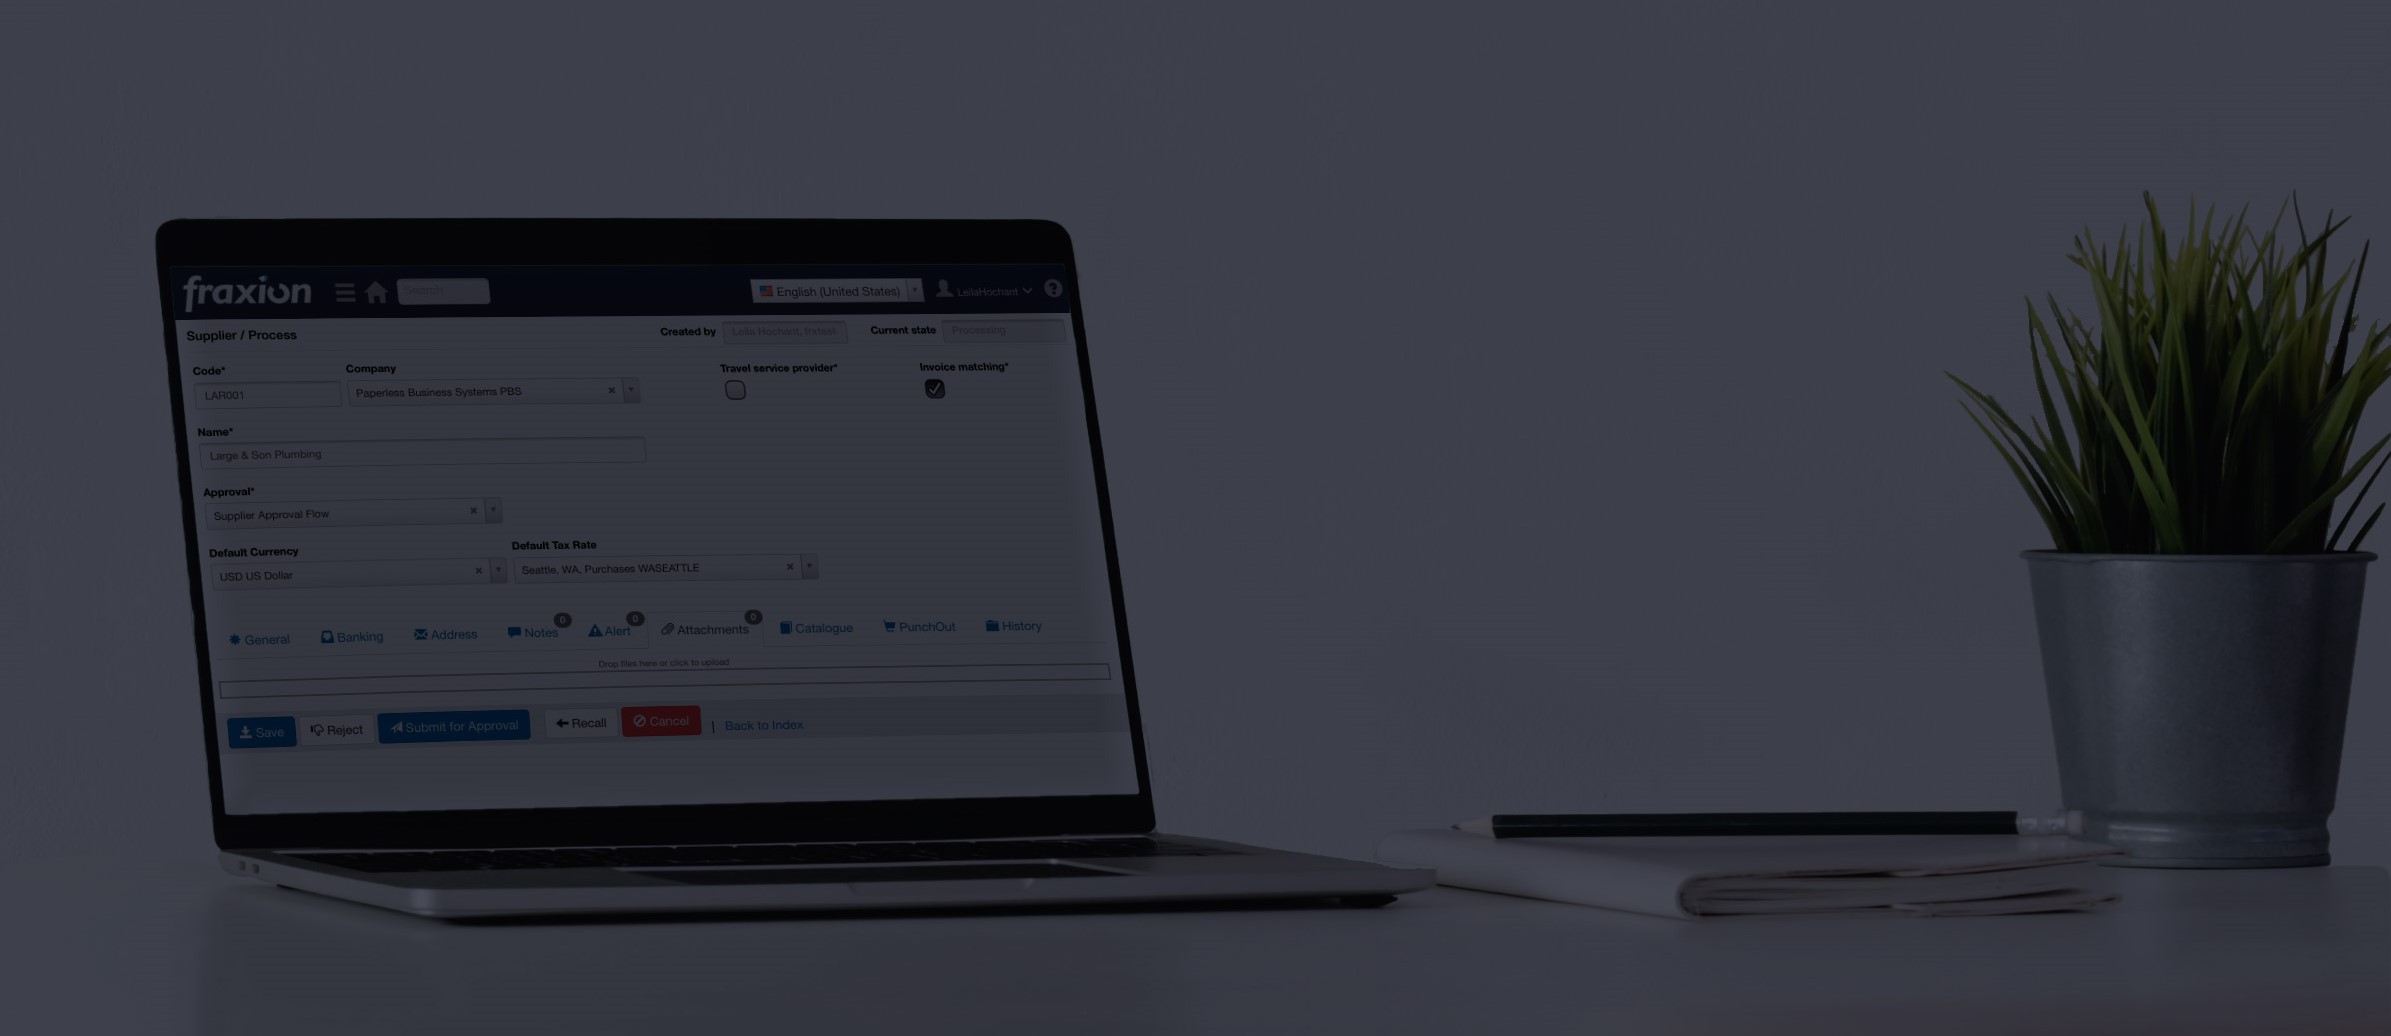 fraxion Search English (United States) LeilaHochant ?
Supplier / Process Created by Leila Hochant, fraxtest Current state Processing
Code* Company Travel service provider* Invoice matching*
LAR001 Paperless Business Systems PBS
Name*
Large & Son Plumbing
Approval*
Supplier Approval Flow
Default Currency Default Tax Rate
USD US Dollar Seattle, WA, Purchases WASEATTLE
General Banking Address Notes 0 Alert 0 Attachments 0 Catalogue PunchOut History
Drop files here or click to upload
Save Reject Submit for Approval Recall Cancel | Back to Index